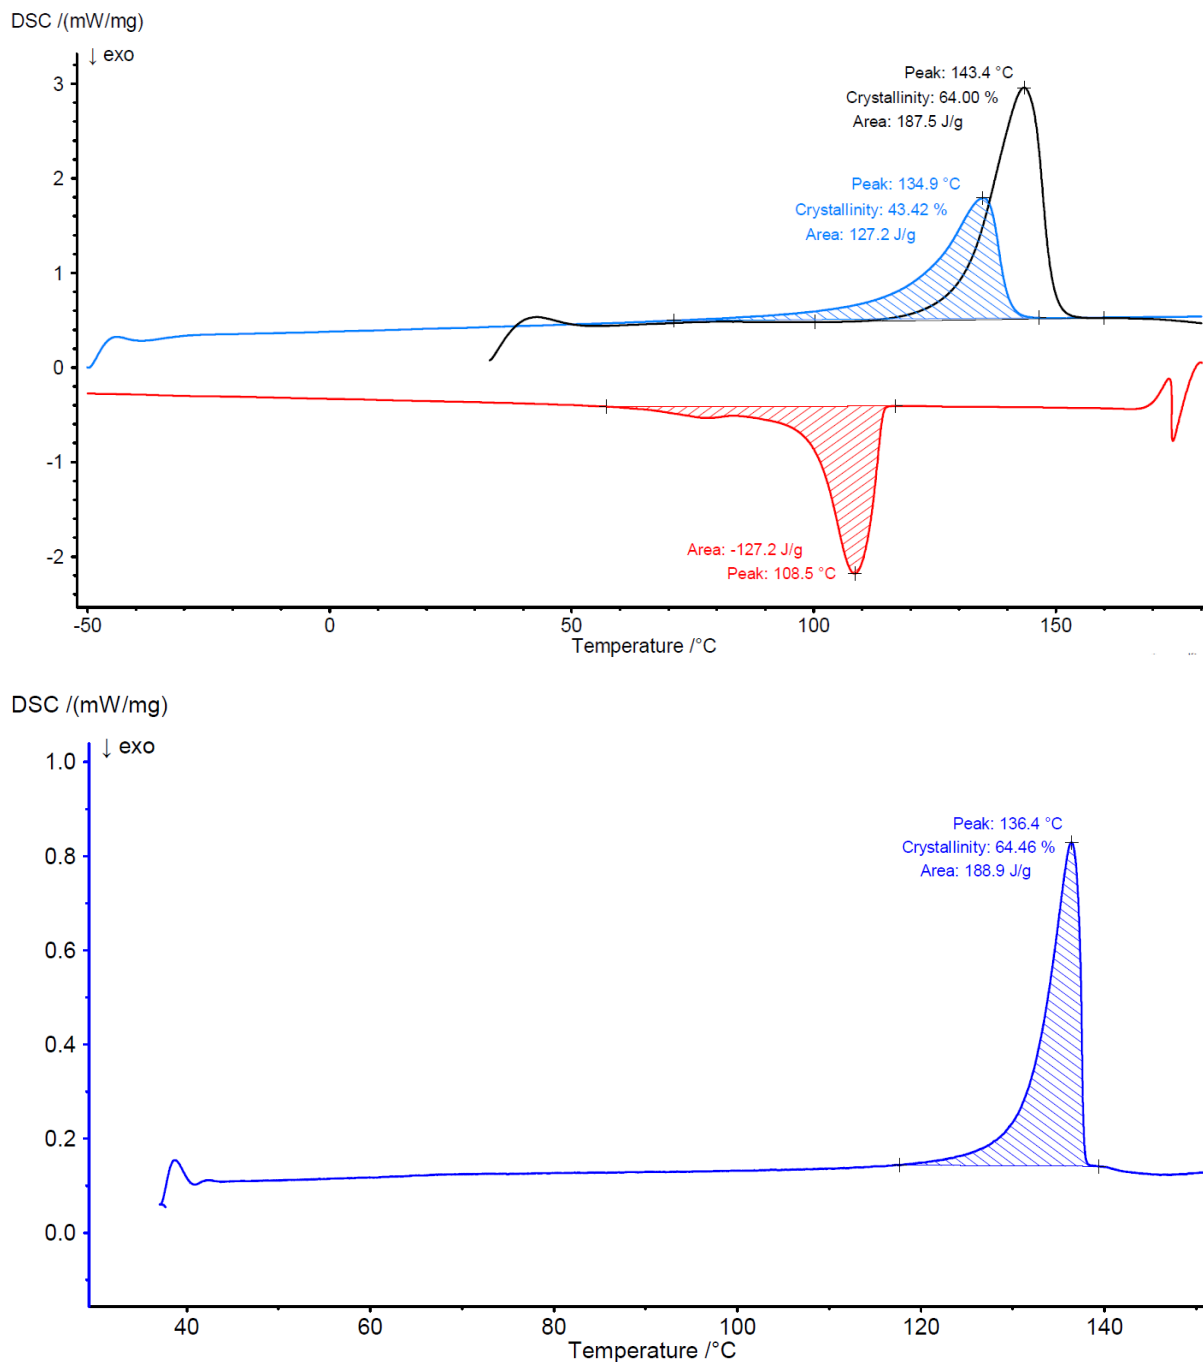 DSC /(mW/mg)
↓ exo
Peak: 143.4 °C
Crystallinity: 64.00 %
Area: 187.5 J/g
Peak: 134.9 °C
Crystallinity: 43.42 %
Area: 127.2 J/g
3
2
1
0
-1
-2
Area: -127.2 J/g
Peak: 108.5 °C
-50 0 50 100 150
Temperature /°C
DSC /(mW/mg)
↓ exo
Peak: 136.4 °C
Crystallinity: 64.46 %
Area: 188.9 J/g
1.0
0.8
0.6
0.4
0.2
0.0
40 60 80 100 120 140
Temperature /°C